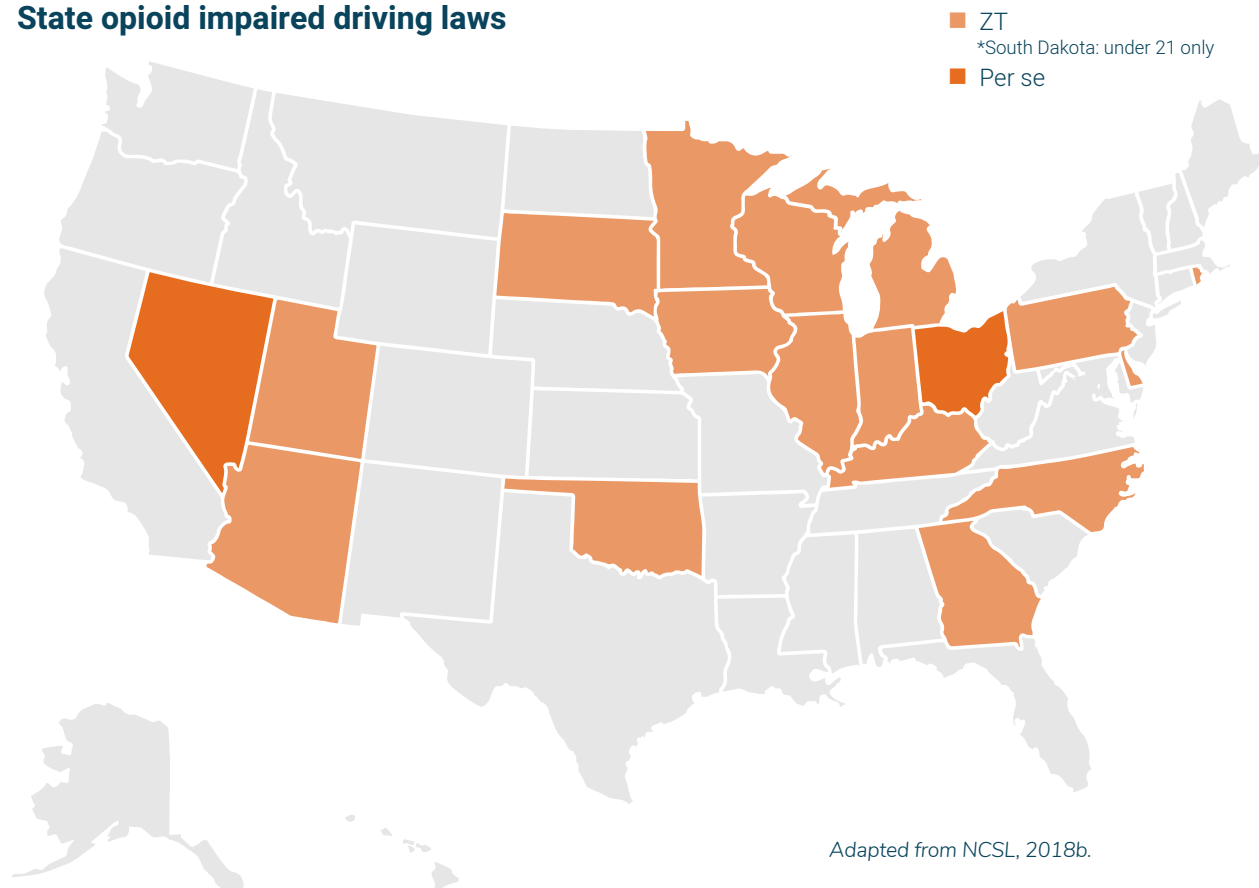 State opioid impaired driving laws
ZT
*South Dakota: under 21 only
Per se
Adapted from NCSL, 2018b.